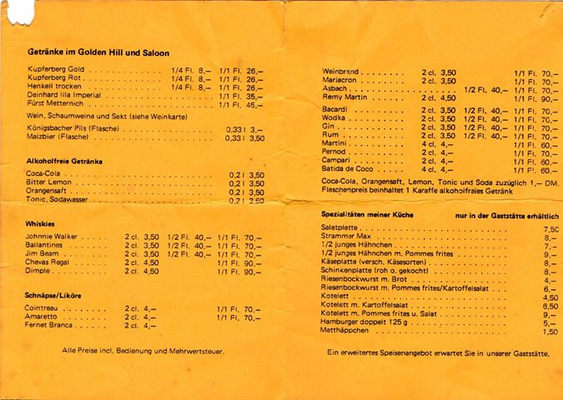 Getränke im Golden Hill und Saloon
Kupferberg Gold . . . . . . . . . . . 1/4 Fl. 8,— 1/1 Fl. 26,—
Kupferberg Rot . . . . . . . . . . . 1/4 Fl. 8,— 1/1 Fl. 26,—
Henkell trocken . . . . . . . . . . . 1/4 Fl. 8,— 1/1 Fl. 26,—
Deinhard lila Imperial . . . . . . . . . . . 1/1 Fl. 35,—
Fürst Metternich . . . . . . . . . . . 1/1 Fl. 45,—
Wein, Schaumweine und Sekt (siehe Weinkarte)
Königsbacher Pils (Flasche) . . . . . . . . . . . 0,33 l 3,—
Malzbier (Flasche) . . . . . . . . . . . 0,33 l 3,50
Alkoholfreie Getränke
Coca-Cola . . . . . . . . . . . 0,2 l 3,50
Bitter Lemon . . . . . . . . . . . 0,2 l 3,50
Orangensaft . . . . . . . . . . . 0,2 l 3,50
Tonic, Sodawasser . . . . . . . . . . . 0,2 l 2,50
Whiskies
Johnnie Walker . . . . . 2 cl. 3,50 1/2 Fl. 40,— 1/1 Fl. 70,—
Ballantines . . . . . 2 cl. 3,50 1/2 Fl. 40,— 1/1 Fl. 70,—
Jim Beam . . . . . 2 cl. 3,50 1/2 Fl. 40,— 1/1 Fl. 70,—
Chevas Regal . . . . . 2 cl. 4,50 1/1 Fl. 90,—
Dimple . . . . . 2 cl. 4,50 1/1 Fl. 90,—
Schnäpse/Liköre
Cointreau . . . . . 2 cl. 4,— 1/1 Fl. 70,—
Amaretto . . . . . 2 cl. 4,— 1/1 Fl. 70,—
Fernet Branca . . . . . 2 cl. 4,—
Alle Preise incl. Bedienung und Mehrwertsteuer.
Weinbrand . . . . . 2 cl. 3,50 1/1 Fl. 70,—
Mariacron . . . . . 2 cl. 3,50 1/1 Fl. 70,—
Asbach . . . . . 1/2 Fl. 40,— 1/1 Fl. 70,—
Remy Martin . . . . . 2 cl. 4,50 1/1 Fl. 90,—
Bacardi . . . . . 2 cl. 3,50 1/2 Fl. 40,— 1/1 Fl. 70,—
Wodka . . . . . 2 cl. 3,50 1/2 Fl. 40,— 1/1 Fl. 70,—
Gin . . . . . 2 cl. 3,50 1/2 Fl. 40,— 1/1 Fl. 70,—
Rum . . . . . 2 cl. 3,50 1/2 Fl. 40,— 1/1 Fl. 70,—
Martini . . . . . 4 cl. 4,— 1/1 Fl. 60,—
Pernod . . . . . 2 cl. 4,— 1/1 Fl. 70,—
Campari . . . . . 2 cl. 4,— 1/1 Fl. 60,—
Batida de Coco . . . . . 4 cl. 4,— 1/1 Fl. 60,—
Coca-Cola, Orangensaft, Lemon, Tonic und Soda zuzüglich 1,— DM.
Flaschenpreis beinhaltet 1 Karaffe alkoholfreies Getränk
Spezialitäten meiner Küche nur in der Gaststätte erhältlich
Salatplatte . . . . . 7,50
Strammer Max . . . . . 8,—
1/2 junges Hähnchen . . . . . 7,—
1/2 junges Hähnchen m. Pommes frites . . . . . 9,—
Käseplatte (versch. Käsesorten) . . . . . 8,—
Schinkenplatte (roh o. gekocht) . . . . . 8,—
Riesenbockwurst m. Brot . . . . . 4,—
Riesenbockwurst m. Pommes frites/Kartoffelsalat . . . . . 6,—
Kotelett . . . . . 4,50
Kotelett m. Kartoffelsalat . . . . . 6,50
Kotelett m. Pommes frites u. Salat . . . . . 9,—
Hamburger doppelt 125 g . . . . . 5,—
Metthäppchen . . . . . 1,50
Ein erweitertes Speisenangebot erwartet Sie in unserer Gaststätte.